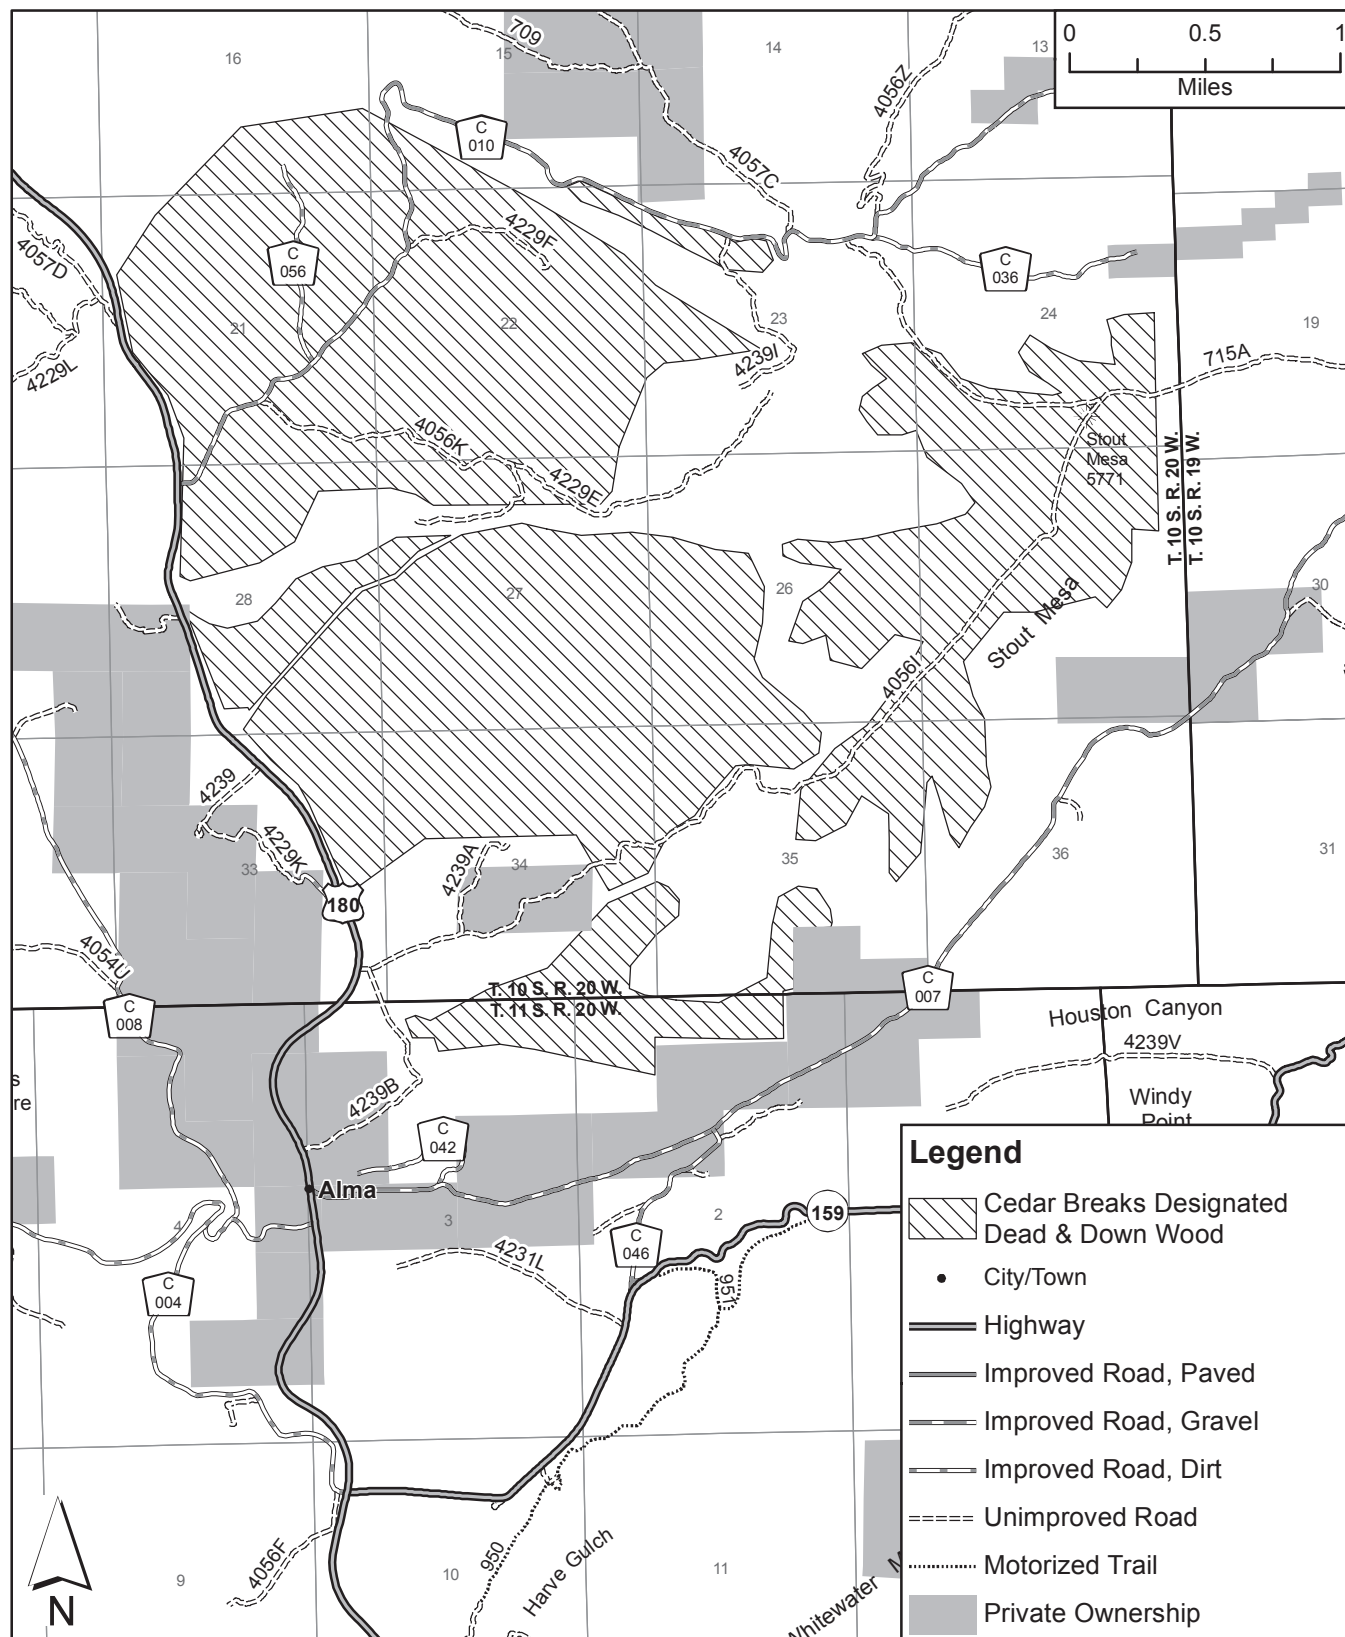 0 0.5 1
Miles
16
15
14
13
709
4056Z
C
010
4057C
4229F
C
056
C
036
4057D
21
22
23
24
19
4229L
4239I
715A
4056K
Stout
Mesa
5771
T. 10 S. R. 20 W.
T. 10 S. R. 19 W.
4229E
28
27
26
30
Stout Mesa
4056I
4239
4229K
33
4239A
34
35
36
31
180
4054U
C
008
T. 10 S. R. 20 W.
T. 11 S. R. 20 W.
C
007
Houston Canyon
4239V
s
re
4239B
Windy
Point
C
042
Alma
4
3
2
159
C
046
4231L
951
C
004
950
Harve Gulch
4056F
9
10
11
Whitewater M
N
Legend
Cedar Breaks Designated
Dead & Down Wood
City/Town
Highway
Improved Road, Paved
Improved Road, Gravel
Improved Road, Dirt
Unimproved Road
Motorized Trail
Private Ownership